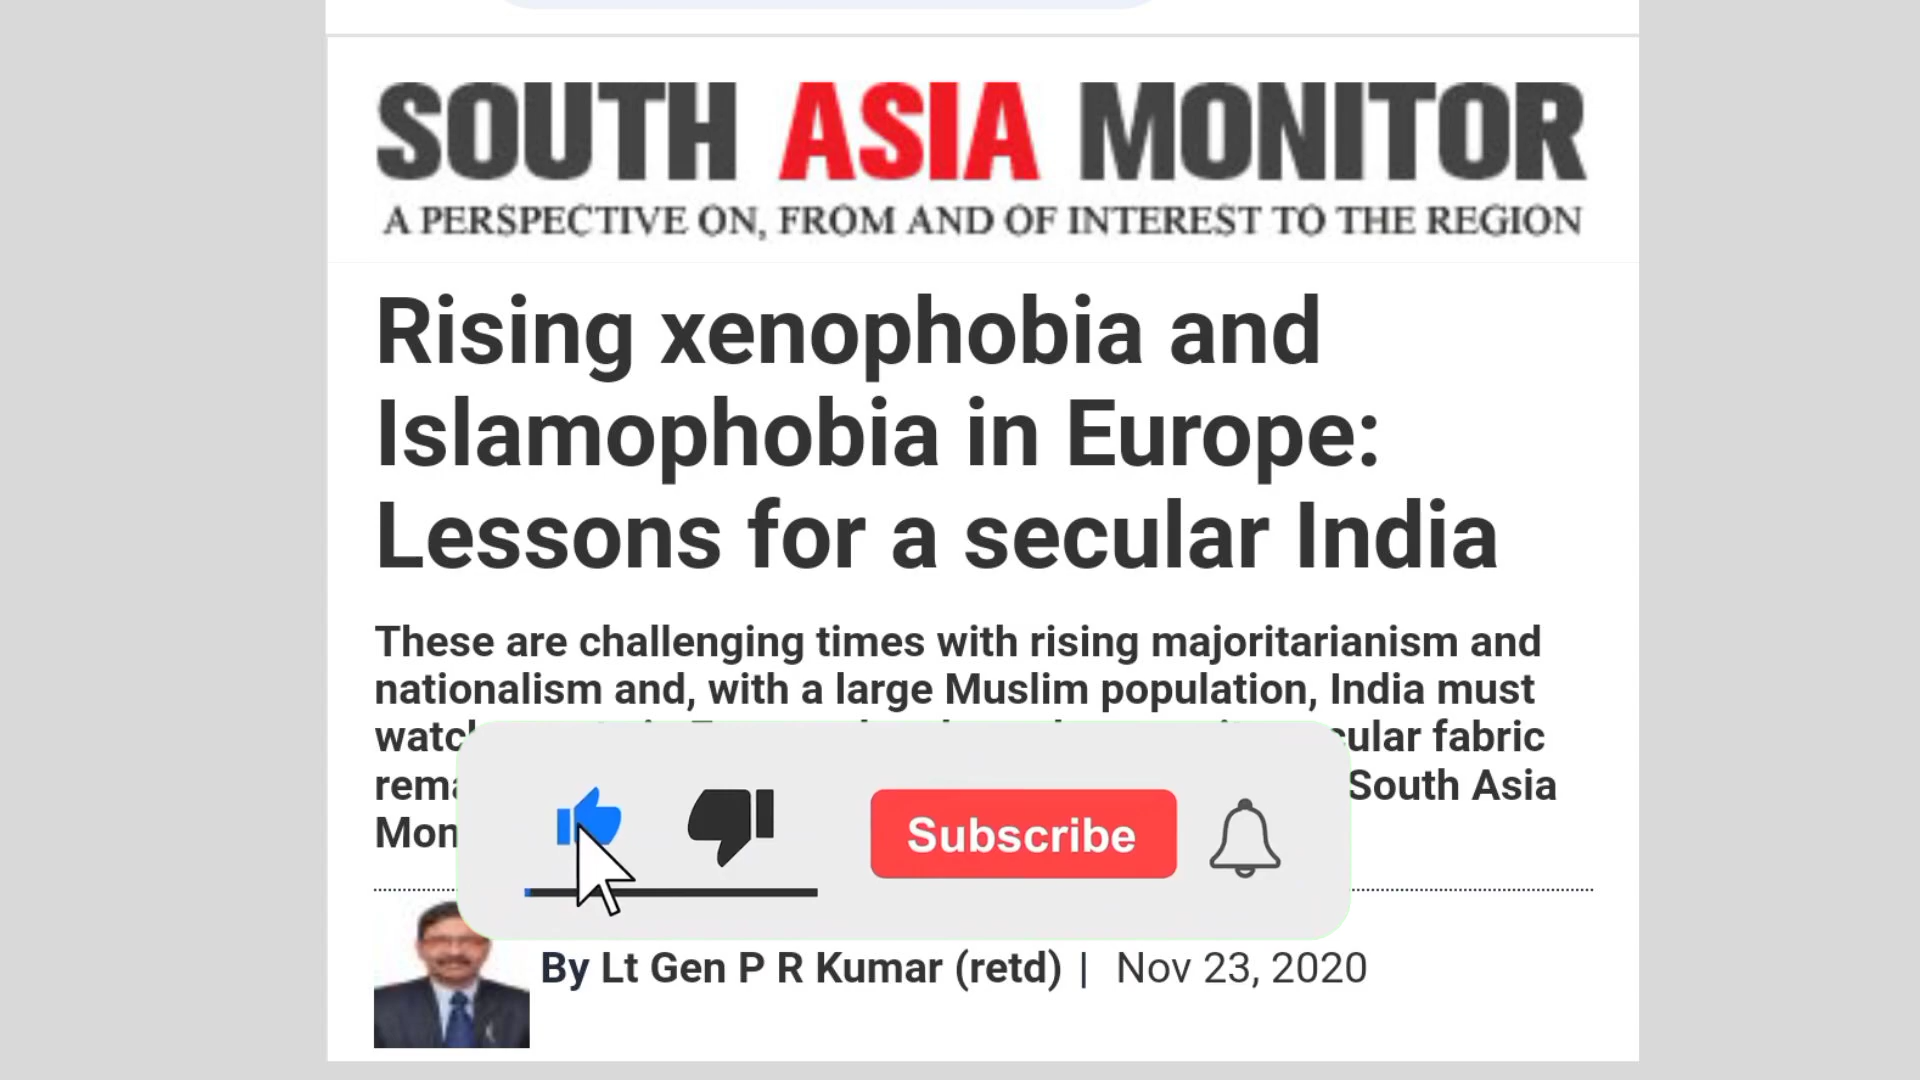 SOUTH ASIA MONITOR
A PERSPECTIVE ON, FROM AND OF INTEREST TO THE REGION
Rising xenophobia and
Islamophobia in Europe:
Lessons for a secular India
These are challenging times with rising majoritarianism and
nationalism and, with a large Muslim population, India must
fabric
South Asia
Subscribe
By Lt Gen P R Kumar (retd) | Nov 23, 2020